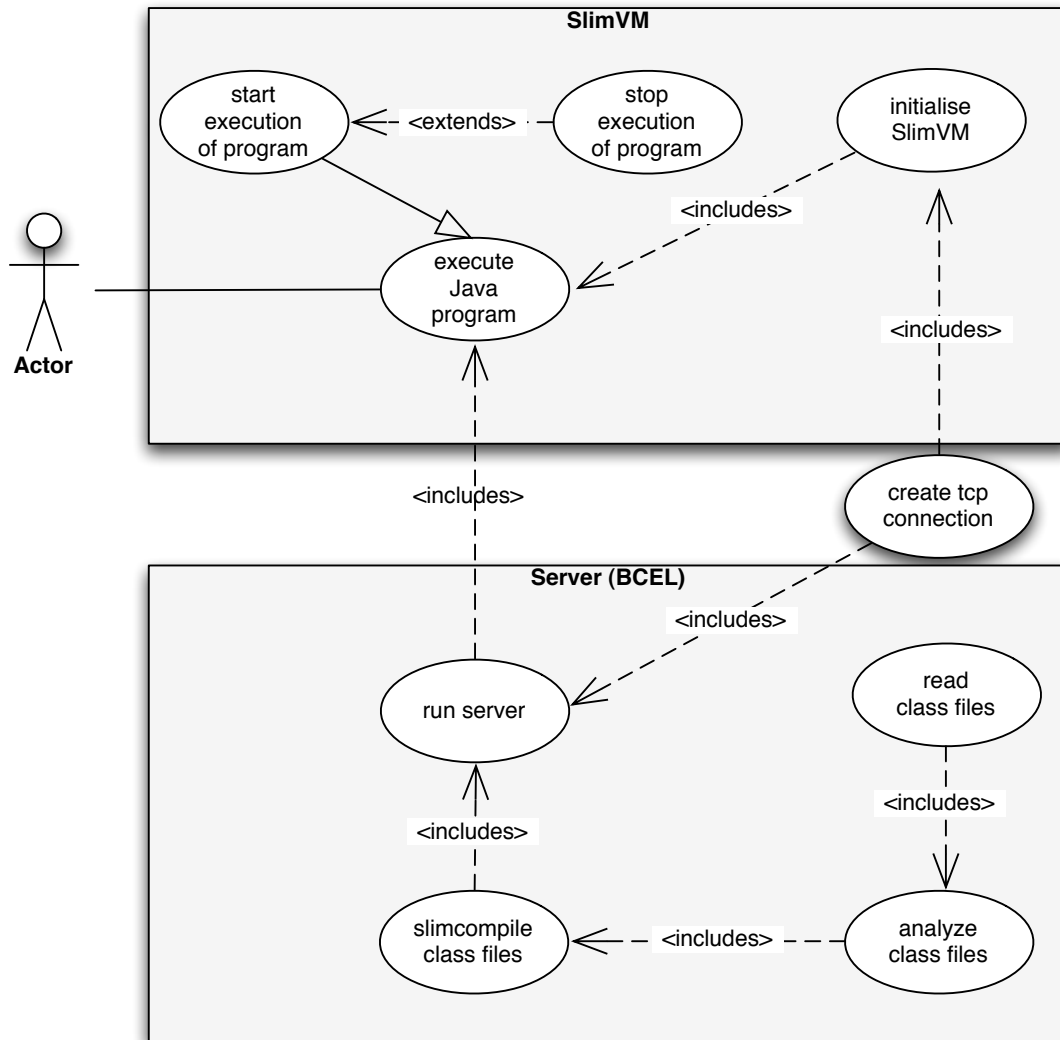 SlimVM
start
execution
of program
<extends>
stop
execution
of program
initialise
SlimVM
<includes>
execute
Java
program
<includes>
Actor
<includes>
create tcp
connection
Server (BCEL)
<includes>
run server
read
class files
<includes>
<includes>
slimcompile
class files
<includes>
analyze
class files